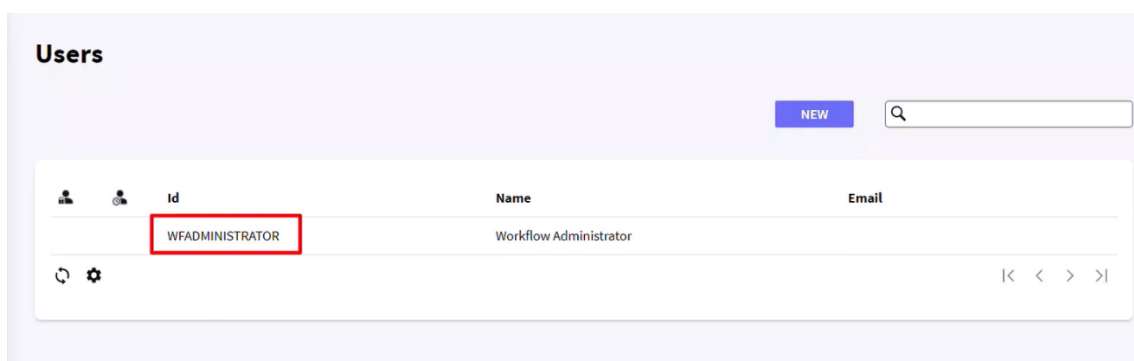 Users
NEW
Id Name Email
WFADMINISTRATOR Workflow Administrator